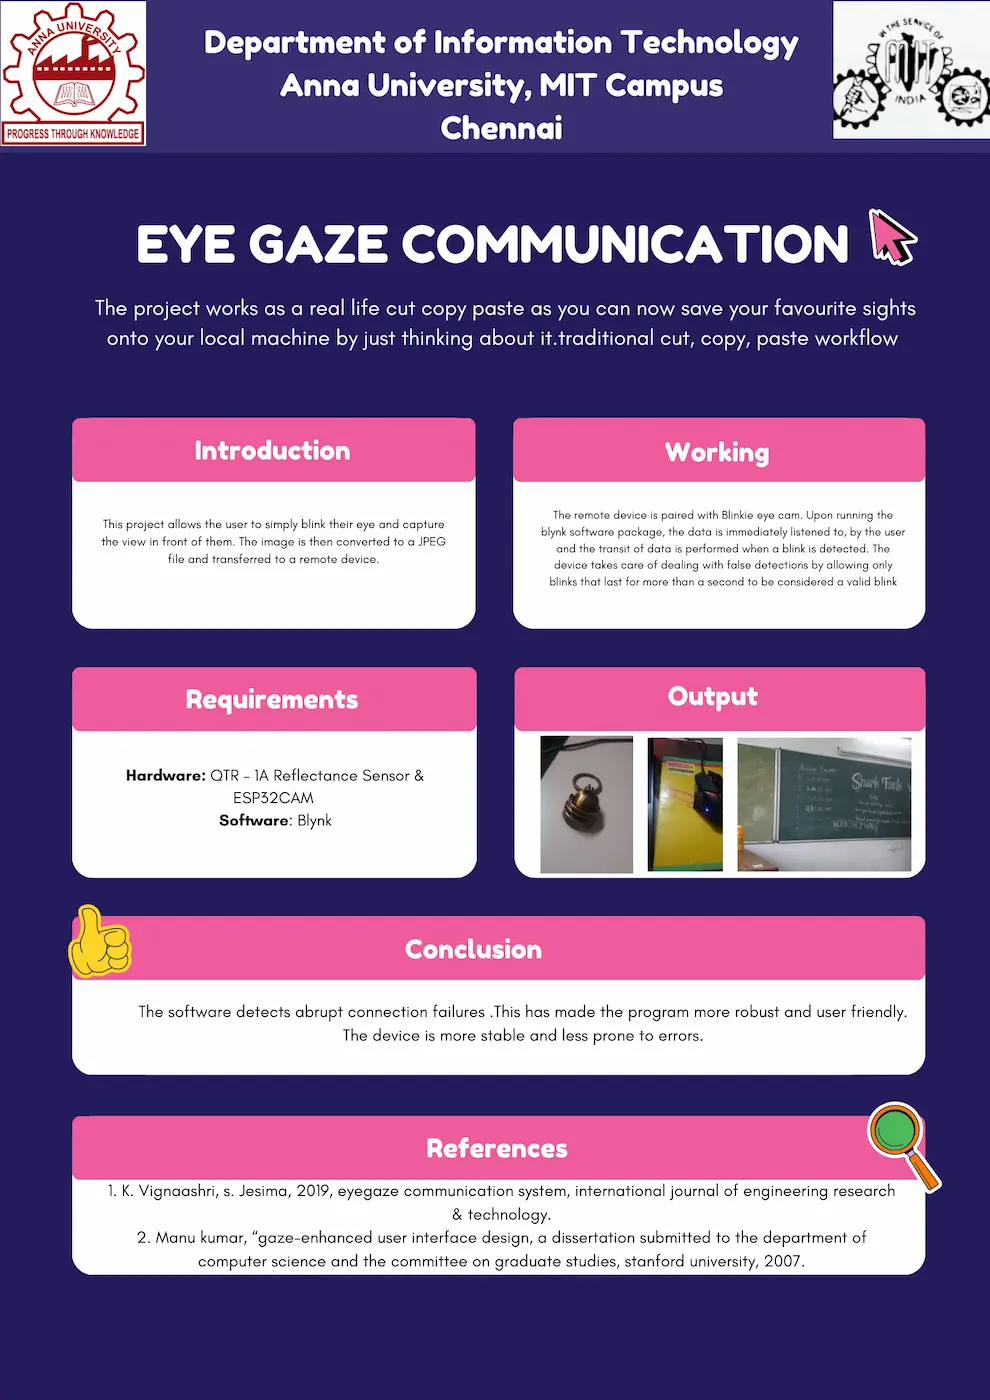 ANNA UNIVERSITY
PROGRESS THROUGH KNOWLEDGE
Department of Information Technology
Anna University, MIT Campus
Chennai
IN THE SERVICE OF
MIT
INDIA
EYE GAZE COMMUNICATION
The project works as a real life cut copy paste as you can now save your favourite sights
onto your local machine by just thinking about it.traditional cut, copy, paste workflow
Introduction
This project allows the user to simply blink their eye and capture
the view in front of them. The image is then converted to a JPEG
file and transferred to a remote device.
Working
The remote device is paired with Blinkie eye cam. Upon running the
blynk software package, the data is immediately listened to, by the user
and the transit of data is performed when a blink is detected. The
device takes care of dealing with false detections by allowing only
blinks that last for more than a second to be considered a valid blink
Requirements
Hardware: QTR - 1A Reflectance Sensor &
ESP32CAM
Software: Blynk
Output
Shark Tank
Conclusion
The software detects abrupt connection failures .This has made the program more robust and user friendly.
The device is more stable and less prone to errors.
References
1. K. Vignaashri, s. Jesima, 2019, eyegaze communication system, international journal of engineering research
& technology.
2. Manu kumar, “gaze-enhanced user interface design, a dissertation submitted to the department of
computer science and the committee on graduate studies, stanford university, 2007.